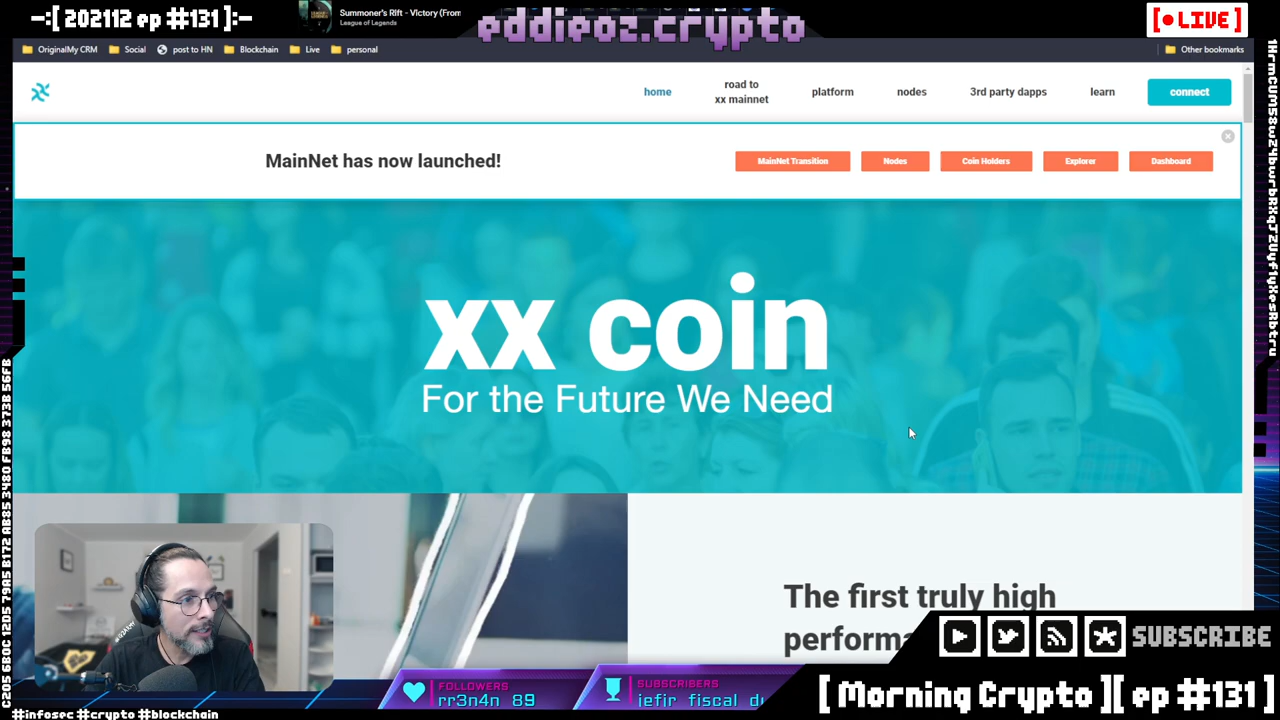 -:[ 202112 ep #131 ]:-
Summoner's Rift - Victory (From
League of Legends
eddieoz.crypto
[ LIVE ]
OriginalMy CRM
Social
post to HN
Blockchain
Live
personal
Other bookmarks
home
road to
xx mainnet
platform
nodes
3rd party dapps
learn
connect
MainNet has now launched!
MainNet Transition
Nodes
Coin Holders
Explorer
Dashboard
xx coin
For the Future We Need
The first truly high
performa
SUBSCRIBE
FOLLOWERS
rr3n4n 89
SUBSCRIBERS
iefir_fiscal_du
[ Morning Crypto ][ ep #131 ]
#infosec #crypto #blockchain